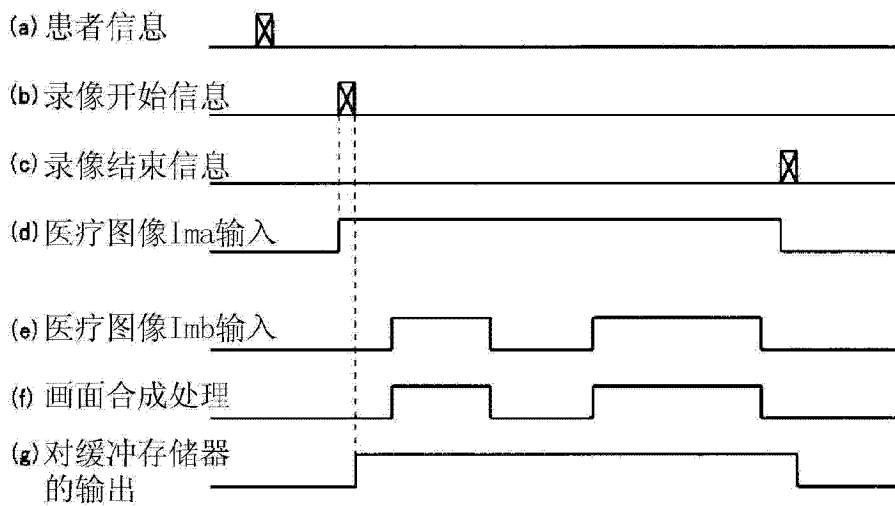 (a) 患者信息
(b) 录像开始信息
(c) 录像结束信息
(d) 医疗图像Ima输入
(e) 医疗图像Imb输入
(f) 画面合成处理
(g) 对缓冲存储器
的输出